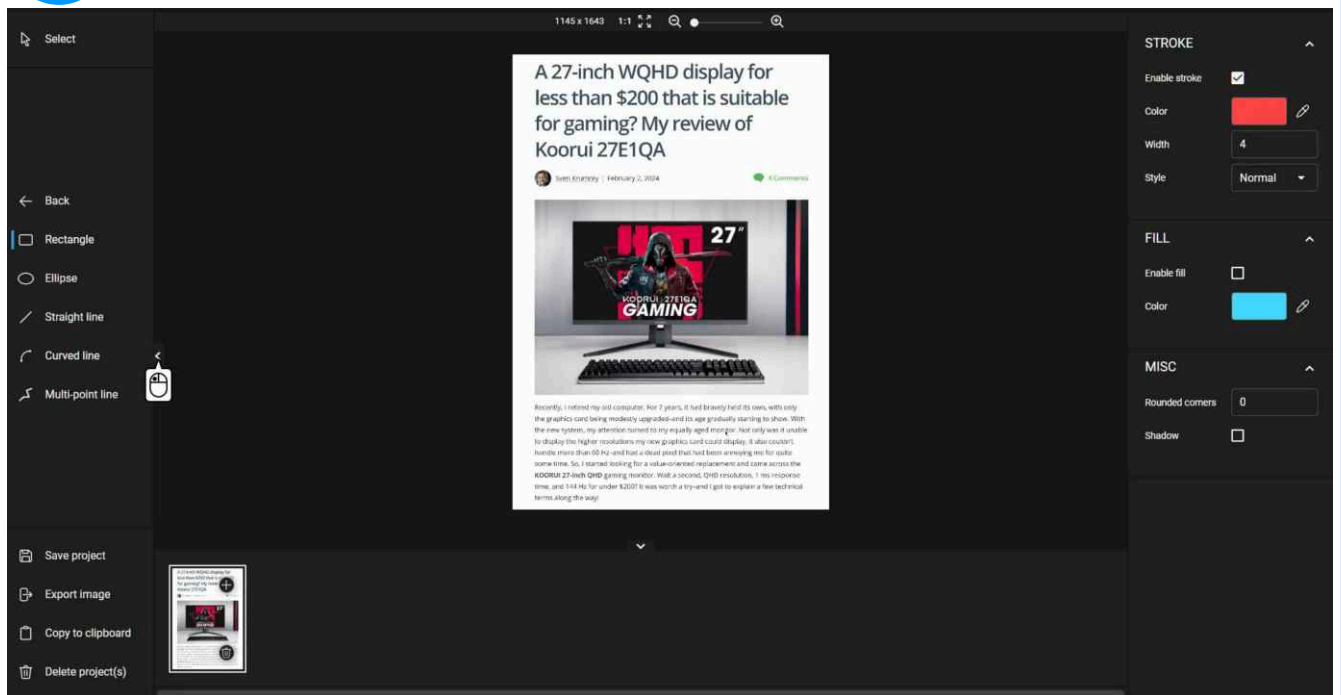 Select
Back
Rectangle
Ellipse
Straight line
Curved line
Multi-point line
Save project
Export image
Copy to clipboard
Delete project(s)
1145 x 1643 1:1
A 27-inch WQHD display for
less than $200 that is suitable
for gaming? My review of
Koorui 27E1QA
Sven Krumrey | February 2, 2024
4 Comments
27"
KOORUI 27E1QA
GAMING
Recently, I retired my old computer. For 7 years, it had bravely held its own, with only
the graphics card being modestly upgraded–and its age gradually starting to show. With
the new system, my attention turned to my equally aged monitor. Not only was it unable
to display the higher resolutions my new graphics card could display, it also couldn't
handle more than 60 Hz–and had a dead pixel that had been annoying me for quite
some time. So, I started looking for a value-oriented replacement and came across the
KOORUI 27-inch QHD gaming monitor. Wait a second, QHD resolution, 1 ms response
time, and 144 Hz for under $200? It was worth a try–and I got to explain a few technical
terms along the way!
STROKE
Enable stroke
Color
Width 4
Style Normal
FILL
Enable fill
Color
MISC
Rounded corners 0
Shadow